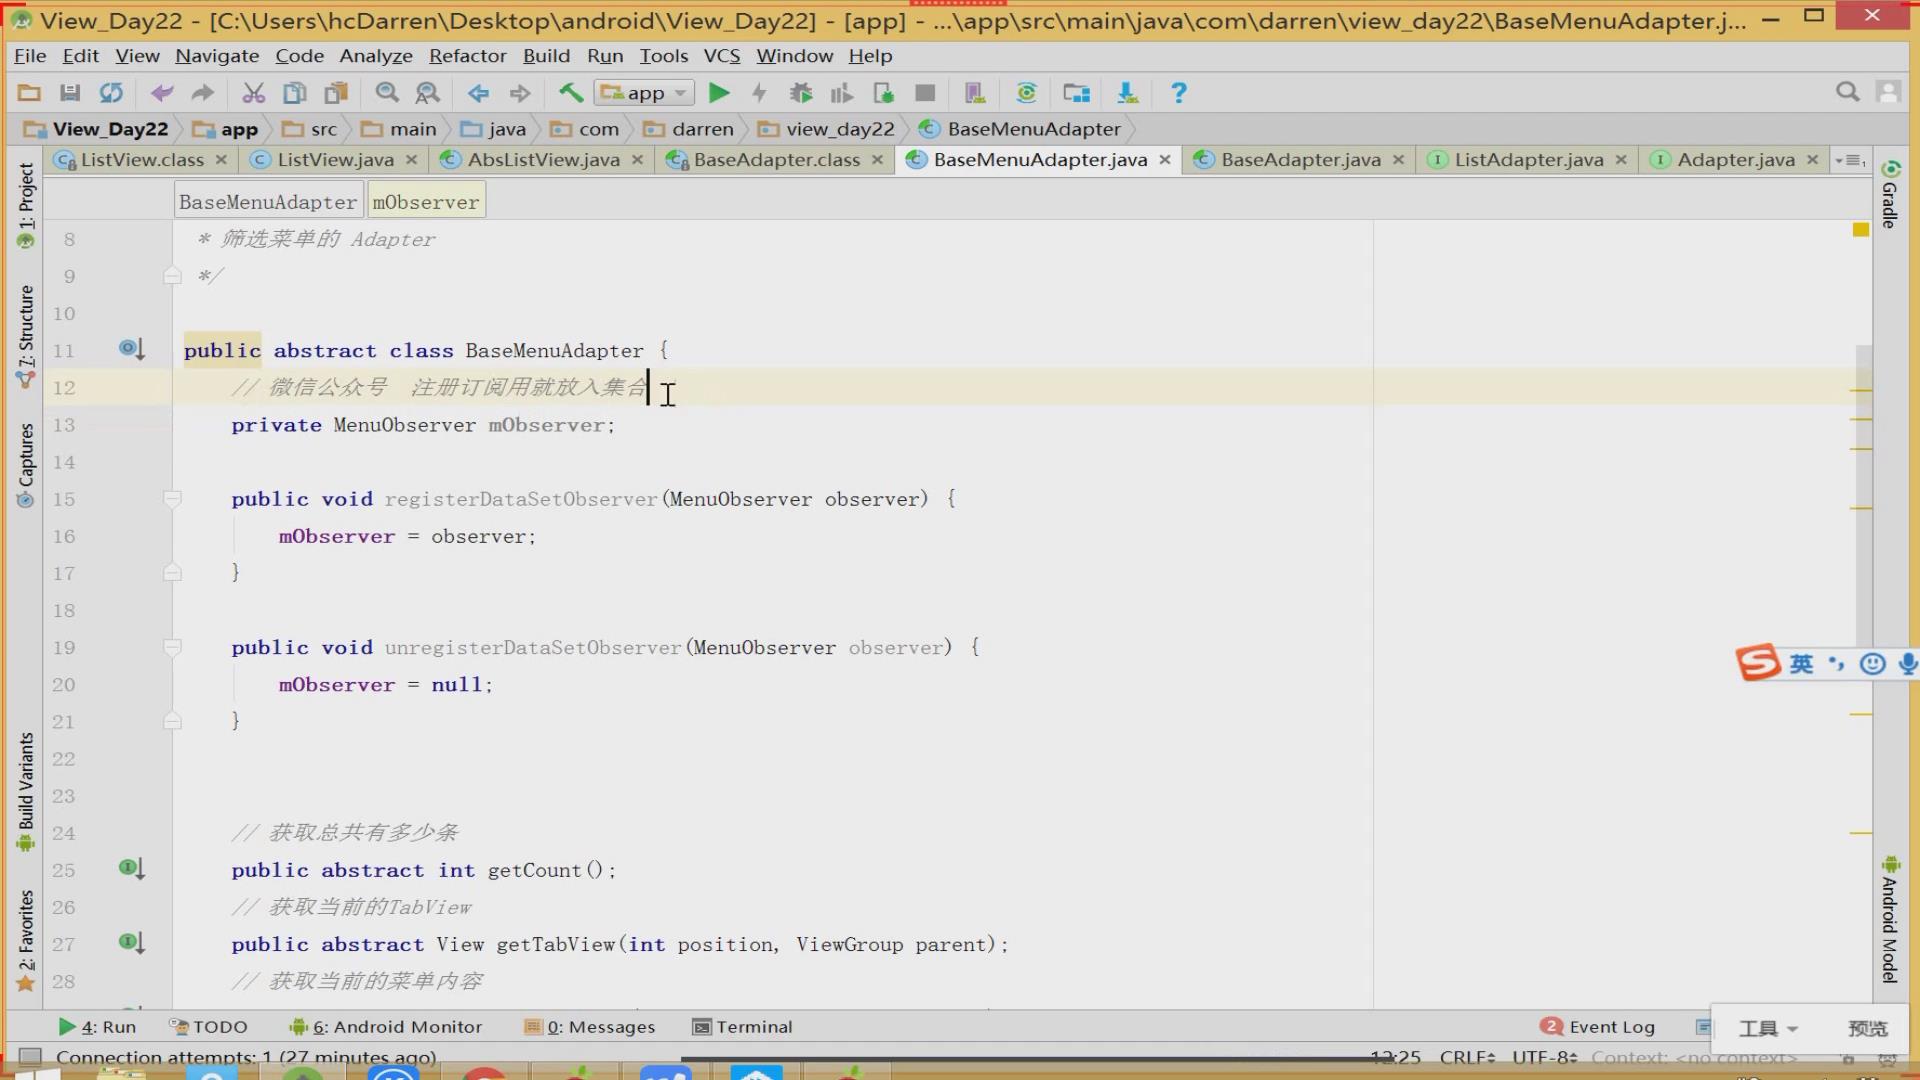 View_Day22 - [C:\Users\hcDarren\Desktop\android\View_Day22] - [app] - ...\app\src\main\java\com\darren\view_day22\BaseMenuAdapter.j...
File Edit View Navigate Code Analyze Refactor Build Run Tools VCS Window Help
app
View_Day22 app src main java com darren view_day22 BaseMenuAdapter
ListView.class ListView.java AbsListView.java BaseAdapter.class BaseMenuAdapter.java BaseAdapter.java ListAdapter.java Adapter.java
BaseMenuAdapter mObserver
8 * 筛选菜单的 Adapter
9 */
10
11 public abstract class BaseMenuAdapter {
12 // 微信公众号  注册订阅用就放入集合
13 private MenuObserver mObserver;
14
15 public void registerDataSetObserver(MenuObserver observer) {
16 mObserver = observer;
17 }
18
19 public void unregisterDataSetObserver(MenuObserver observer) {
20 mObserver = null;
21 }
22
23
24 // 获取总共有多少条
25 public abstract int getCount();
26 // 获取当前的TabView
27 public abstract View getTabView(int position, ViewGroup parent);
28 // 获取当前的菜单内容
1: Project
7: Structure
Captures
Build Variants
2: Favorites
Gradle
Android Model
英
4: Run TODO 6: Android Monitor 0: Messages Terminal 2 Event Log
工具 预览
Connection attempts: 1 (27 minutes ago) 12:25 CRLF UTF-8 Context: <no context>